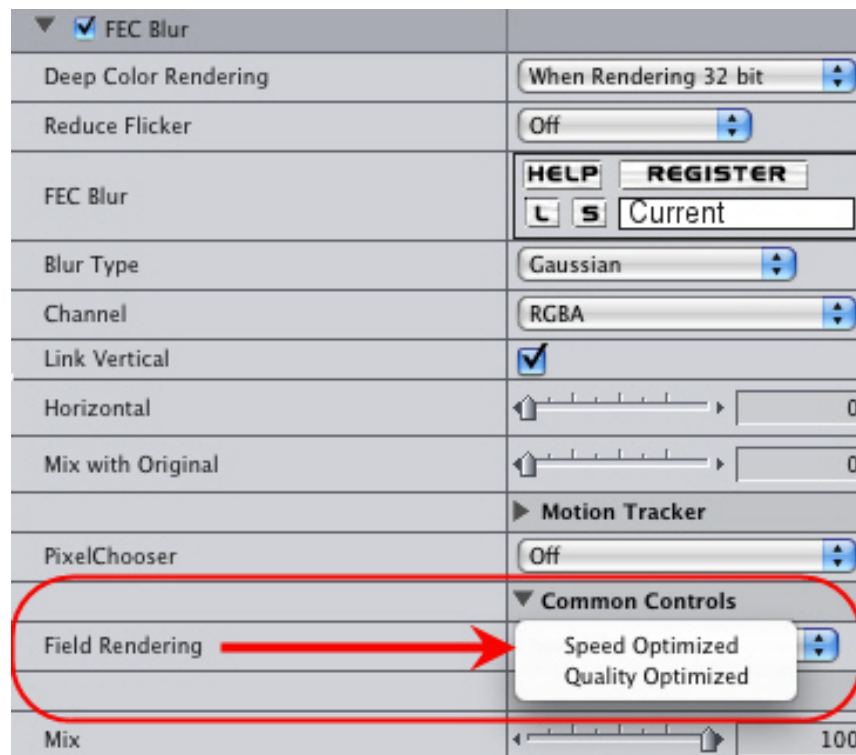 FEC Blur
Deep Color Rendering When Rendering 32 bit
Reduce Flicker Off
HELP REGISTER
FEC Blur
L S Current
Blur Type Gaussian
Channel RGBA
Link Vertical
Horizontal 0
Mix with Original 0
Motion Tracker
PixelChooser Off
Common Controls
Field Rendering Speed Optimized
Quality Optimized
Mix 100